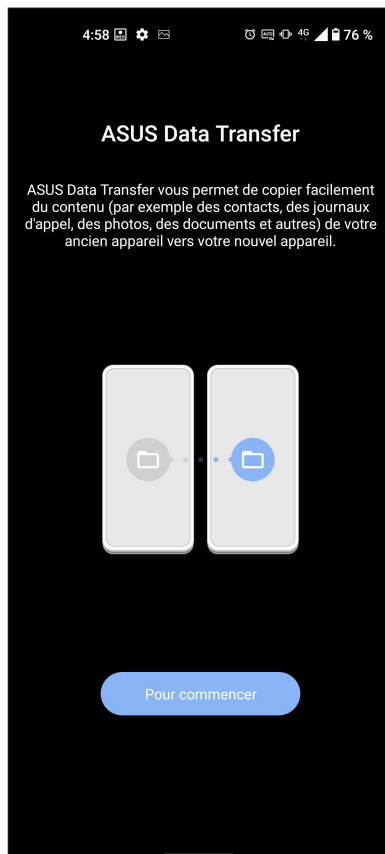 4:58 4G 76 %
ASUS Data Transfer
ASUS Data Transfer vous permet de copier facilement
du contenu (par exemple des contacts, des journaux
d'appel, des photos, des documents et autres) de votre
ancien appareil vers votre nouvel appareil.
Pour commencer